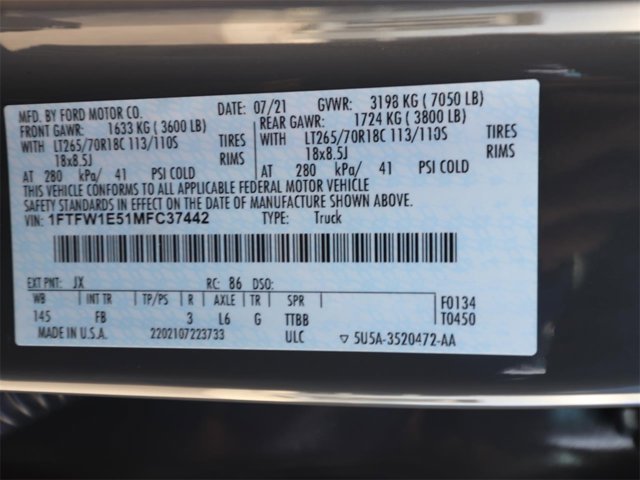 MFD. BY FORD MOTOR CO. DATE: 07/21 GVWR: 3198 KG ( 7050 LB)
FRONT GAWR: 1633 KG ( 3600 LB) REAR GAWR: 1724 KG ( 3800 LB)
WITH LT265/70R18C 113/110S TIRES WITH LT265/70R18C 113/110S TIRES
18x8.5J RIMS 18x8.5J RIMS
AT 280 kPa/ 41 PSI COLD AT 280 kPa/ 41 PSI COLD
THIS VEHICLE CONFORMS TO ALL APPLICABLE FEDERAL MOTOR VEHICLE
SAFETY STANDARDS IN EFFECT ON THE DATE OF MANUFACTURE SHOWN ABOVE.
VIN: 1FTFW1E51MFC37442 TYPE: Truck
EXT PNT: JX RC: 86 DSO:
WB INT TR TP/PS R AXLE TR SPR F0134
145 FB 3 L6 G TTBB T0450
MADE IN U.S.A. 2202107223733 ULC ▽ 5U5A-3520472-AA